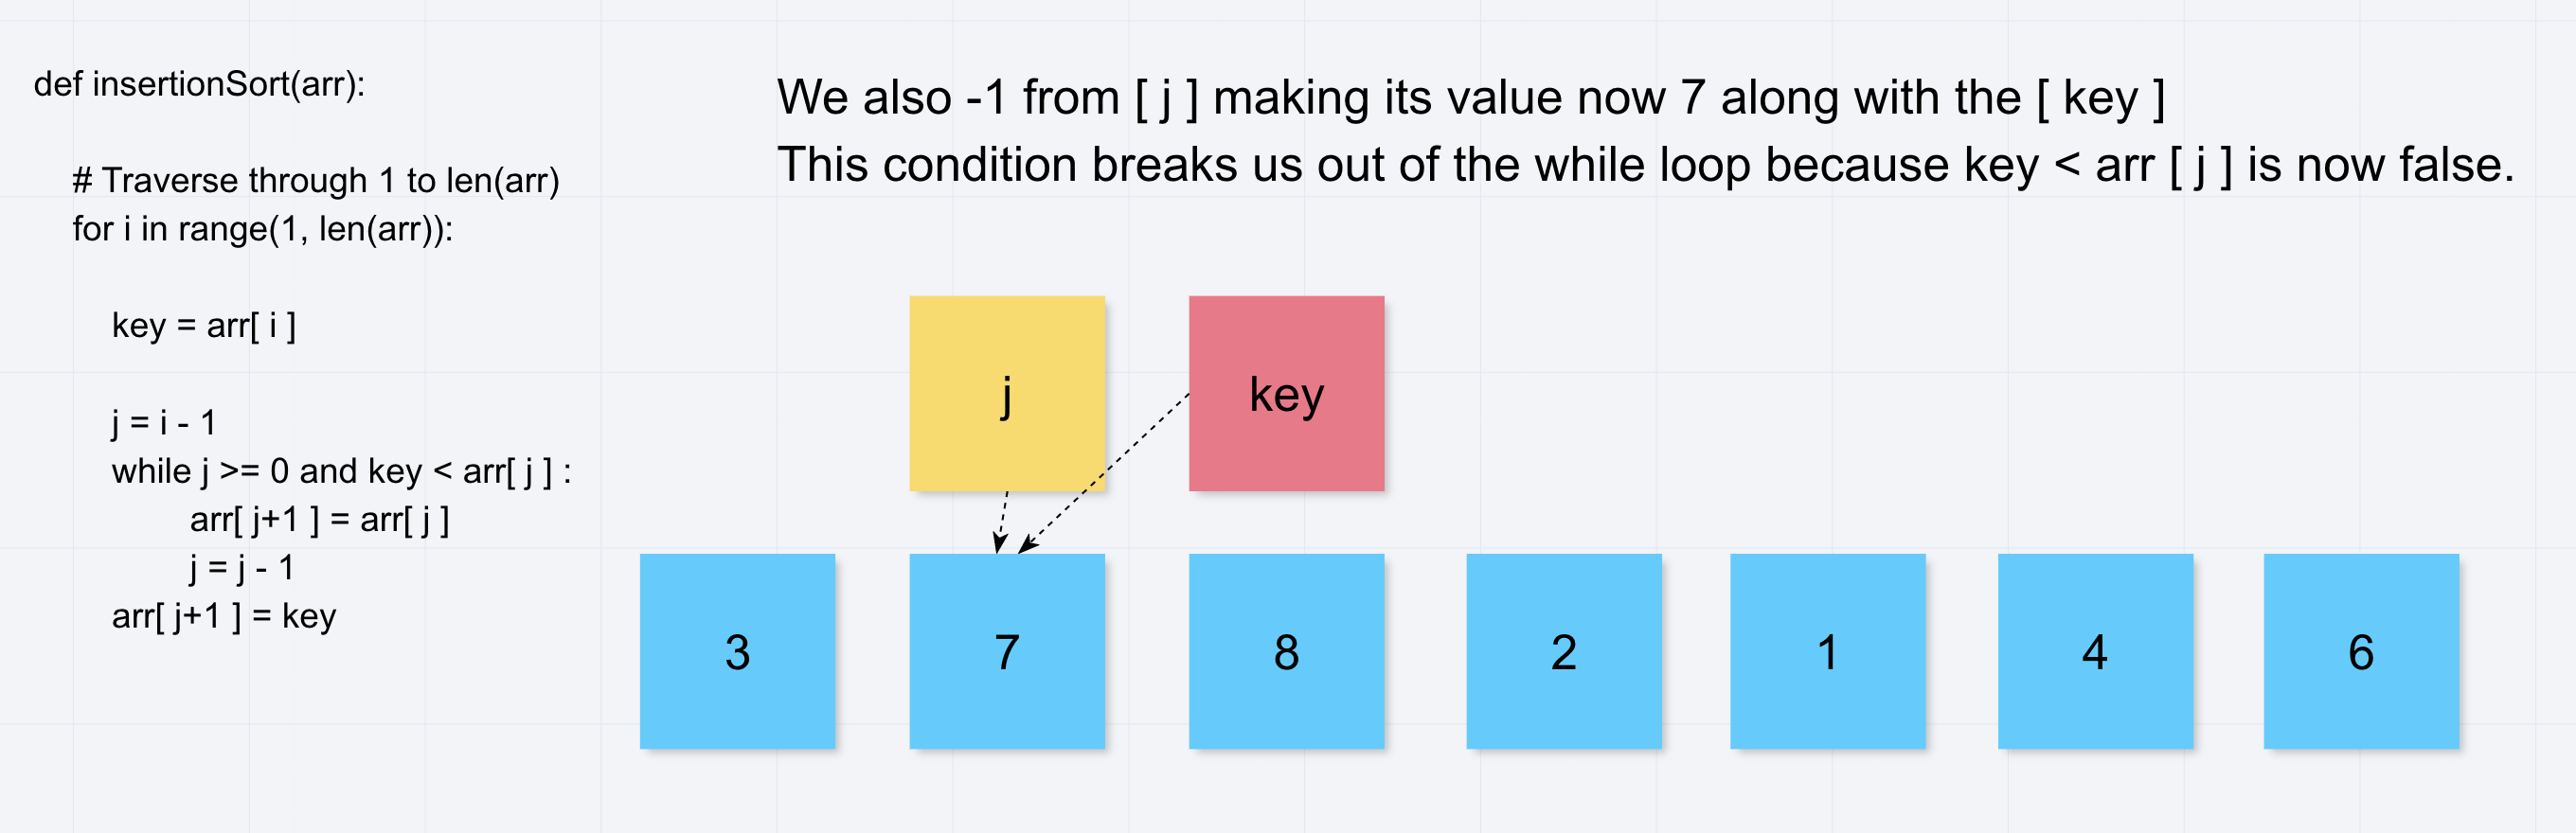 def insertionSort(arr):
# Traverse through 1 to len(arr)
for i in range(1, len(arr)):
key = arr[ i ]
j = i - 1
while j >= 0 and key < arr[ j ] :
arr[ j+1 ] = arr[ j ]
j = j - 1
arr[ j+1 ] = key
We also -1 from [ j ] making its value now 7 along with the [ key ]
This condition breaks us out of the while loop because key < arr [ j ] is now false.
j key
3 7 8 2 1 4 6